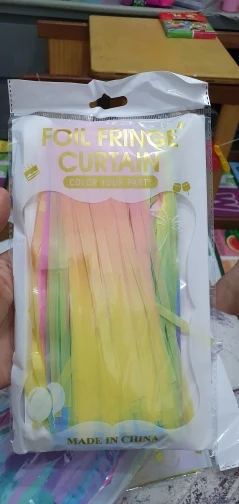 FOIL FRINGE
CURTAIN
COLOR YOUR PARTY
MADE IN CHINA